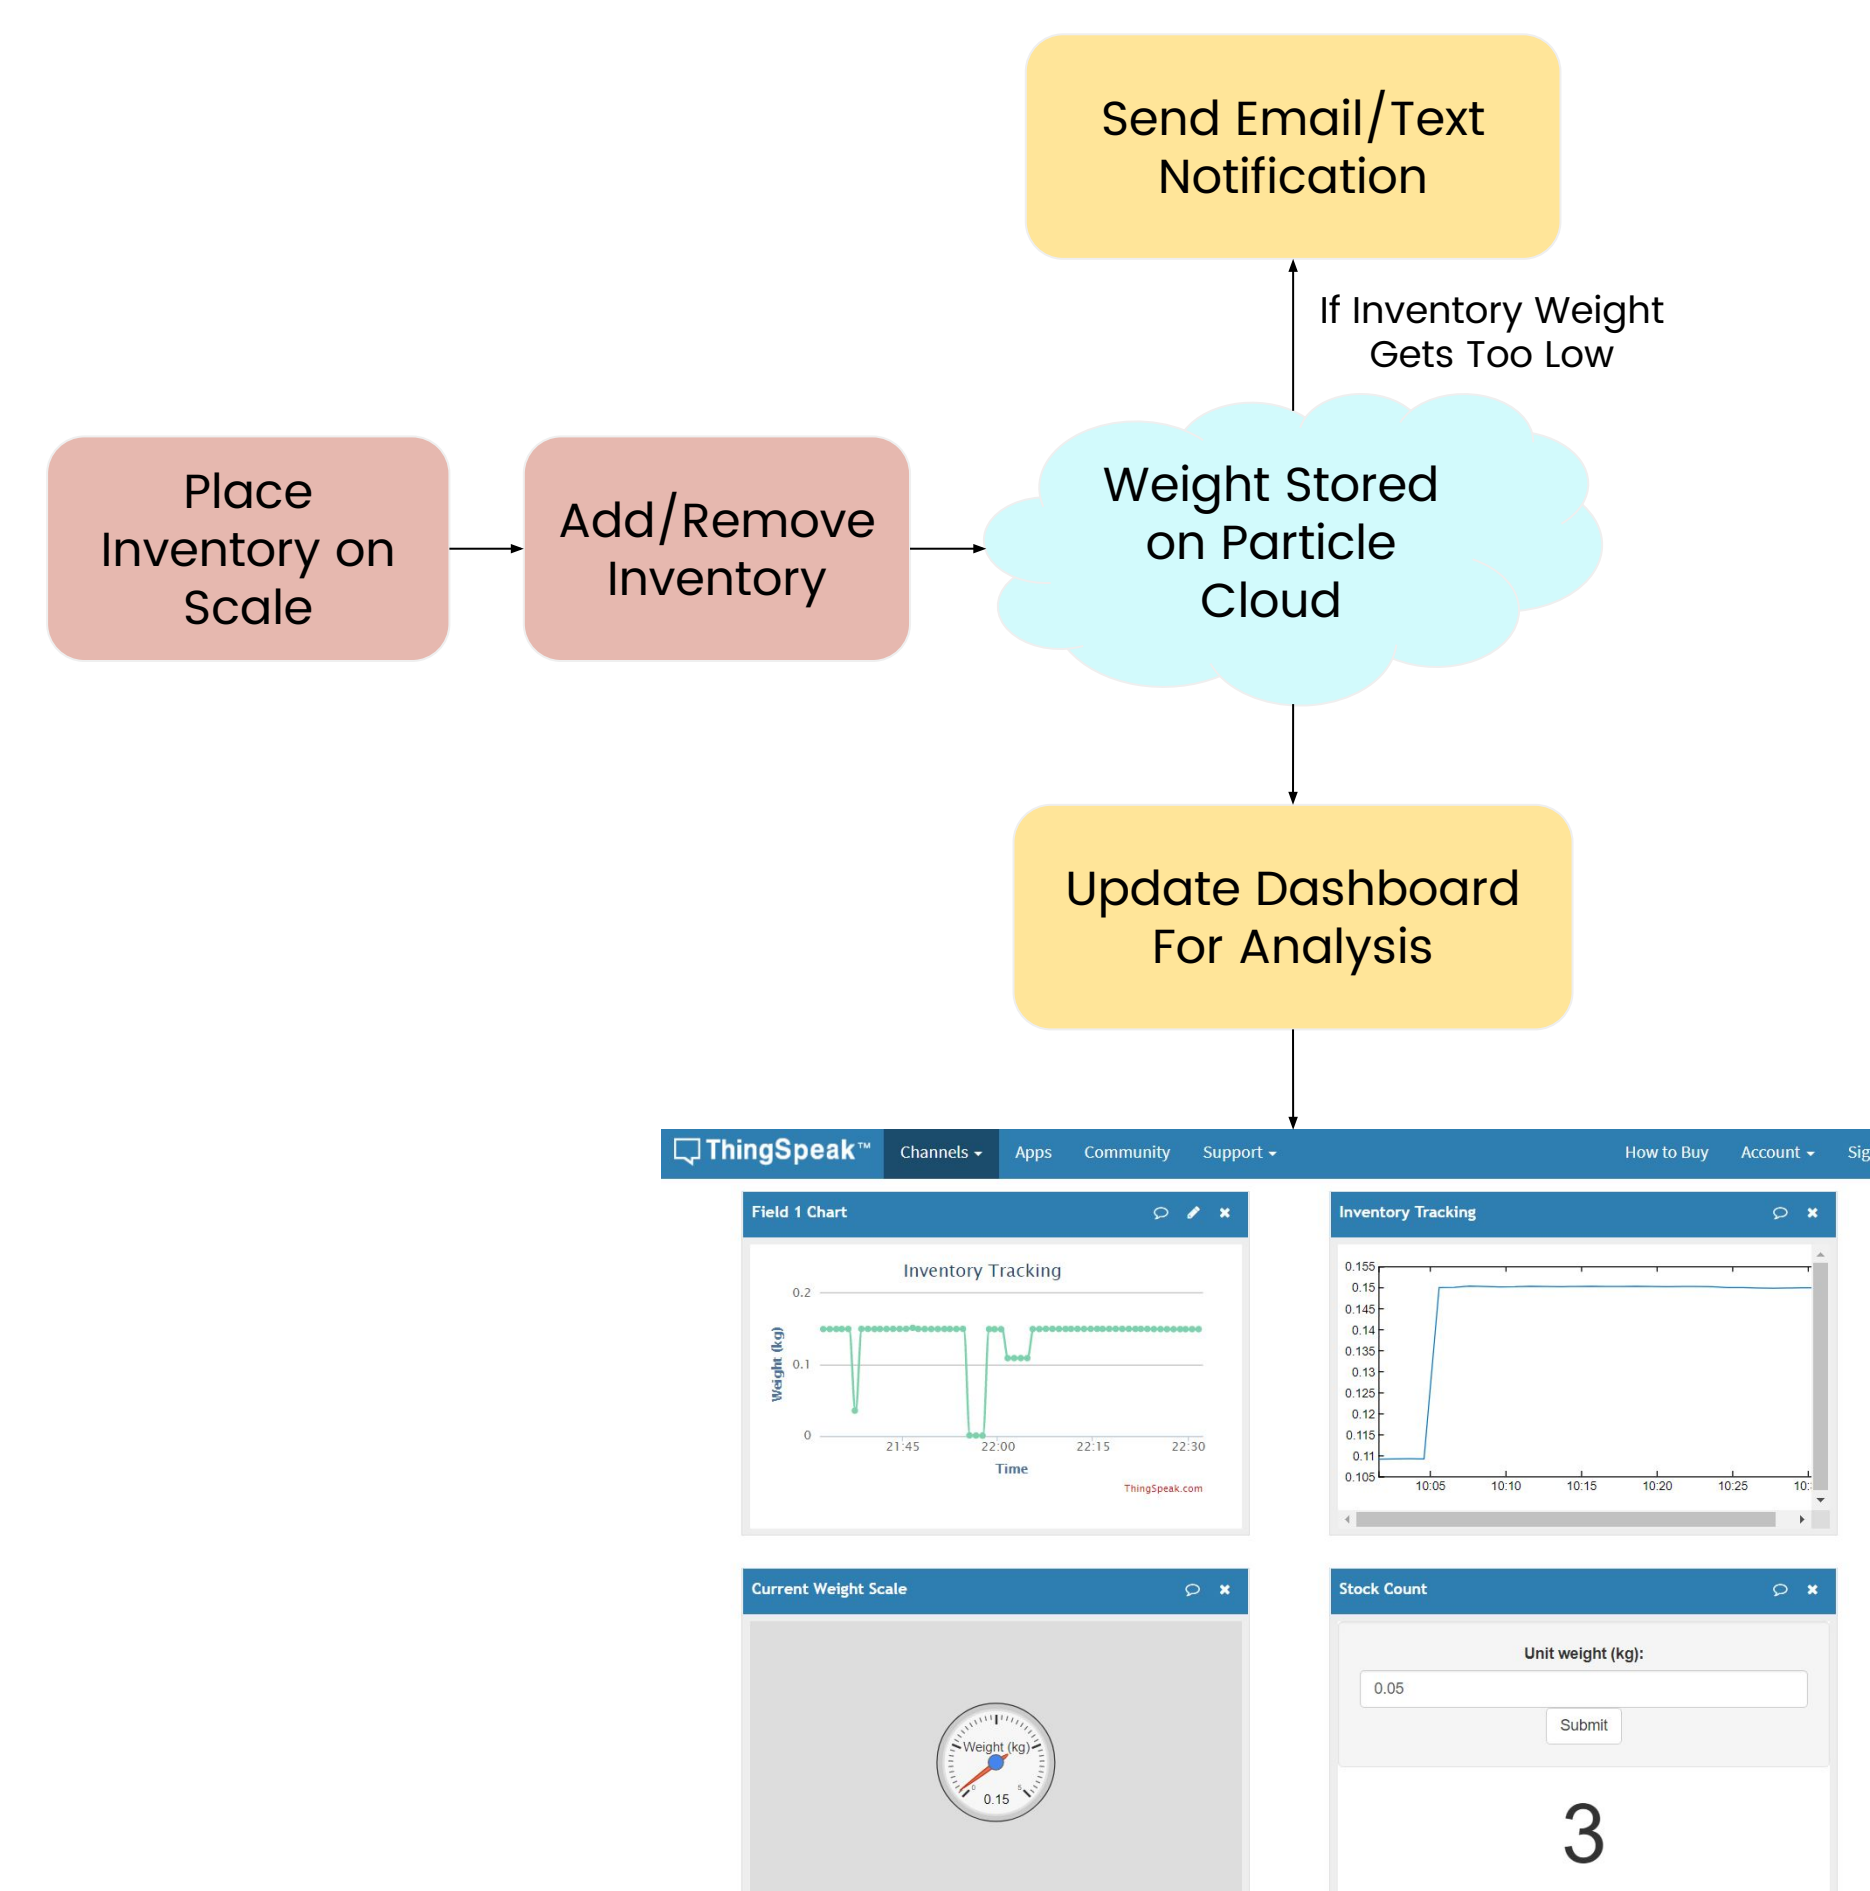 Send Email/Text
Notification
If Inventory Weight
Gets Too Low
Place
Inventory on
Scale
Add/Remove
Inventory
Weight Stored
on Particle
Cloud
Update Dashboard
For Analysis
ThingSpeak™ Channels Apps Community Support How to Buy Account Sig
Field 1 Chart
Inventory Tracking
0.2
0.1
0
Weight (kg)
21:45 22:00 22:15 22:30
Time
ThingSpeak.com
Inventory Tracking
0.155
0.15
0.145
0.14
0.135
0.13
0.125
0.12
0.115
0.11
0.105
10:05 10:10 10:15 10:20 10:25 10:
Current Weight Scale
Weight (kg)
0 5
0.15
Stock Count
Unit weight (kg):
0.05
Submit
3